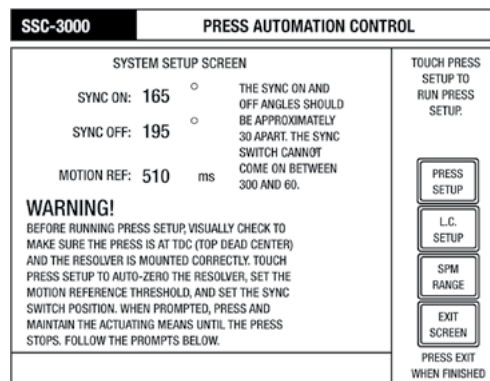 SSC-3000
PRESS AUTOMATION CONTROL
SYSTEM SETUP SCREEN
SYNC ON: 165 °
SYNC OFF: 195 °
MOTION REF: 510 ms
THE SYNC ON AND
OFF ANGLES SHOULD
BE APPROXIMATELY
30 APART. THE SYNC
SWITCH CANNOT
COME ON BETWEEN
300 AND 60.
WARNING!
BEFORE RUNNING PRESS SETUP, VISUALLY CHECK TO
MAKE SURE THE PRESS IS AT TDC (TOP DEAD CENTER)
AND THE RESOLVER IS MOUNTED CORRECTLY. TOUCH
PRESS SETUP TO AUTO-ZERO THE RESOLVER, SET THE
MOTION REFERENCE THRESHOLD, AND SET THE SYNC
SWITCH POSITION. WHEN PROMPTED, PRESS AND
MAINTAIN THE ACTUATING MEANS UNTIL THE PRESS
STOPS. FOLLOW THE PROMPTS BELOW.
TOUCH PRESS
SETUP TO
RUN PRESS
SETUP.
PRESS
SETUP
L.C.
SETUP
SPM
RANGE
EXIT
SCREEN
PRESS EXIT
WHEN FINISHED